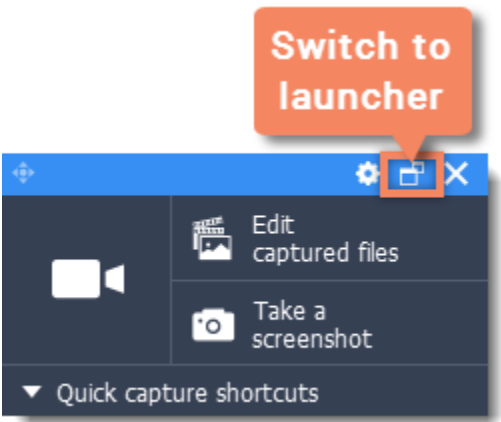 Switch to
launcher
Edit
captured files
Take a
screenshot
Quick capture shortcuts